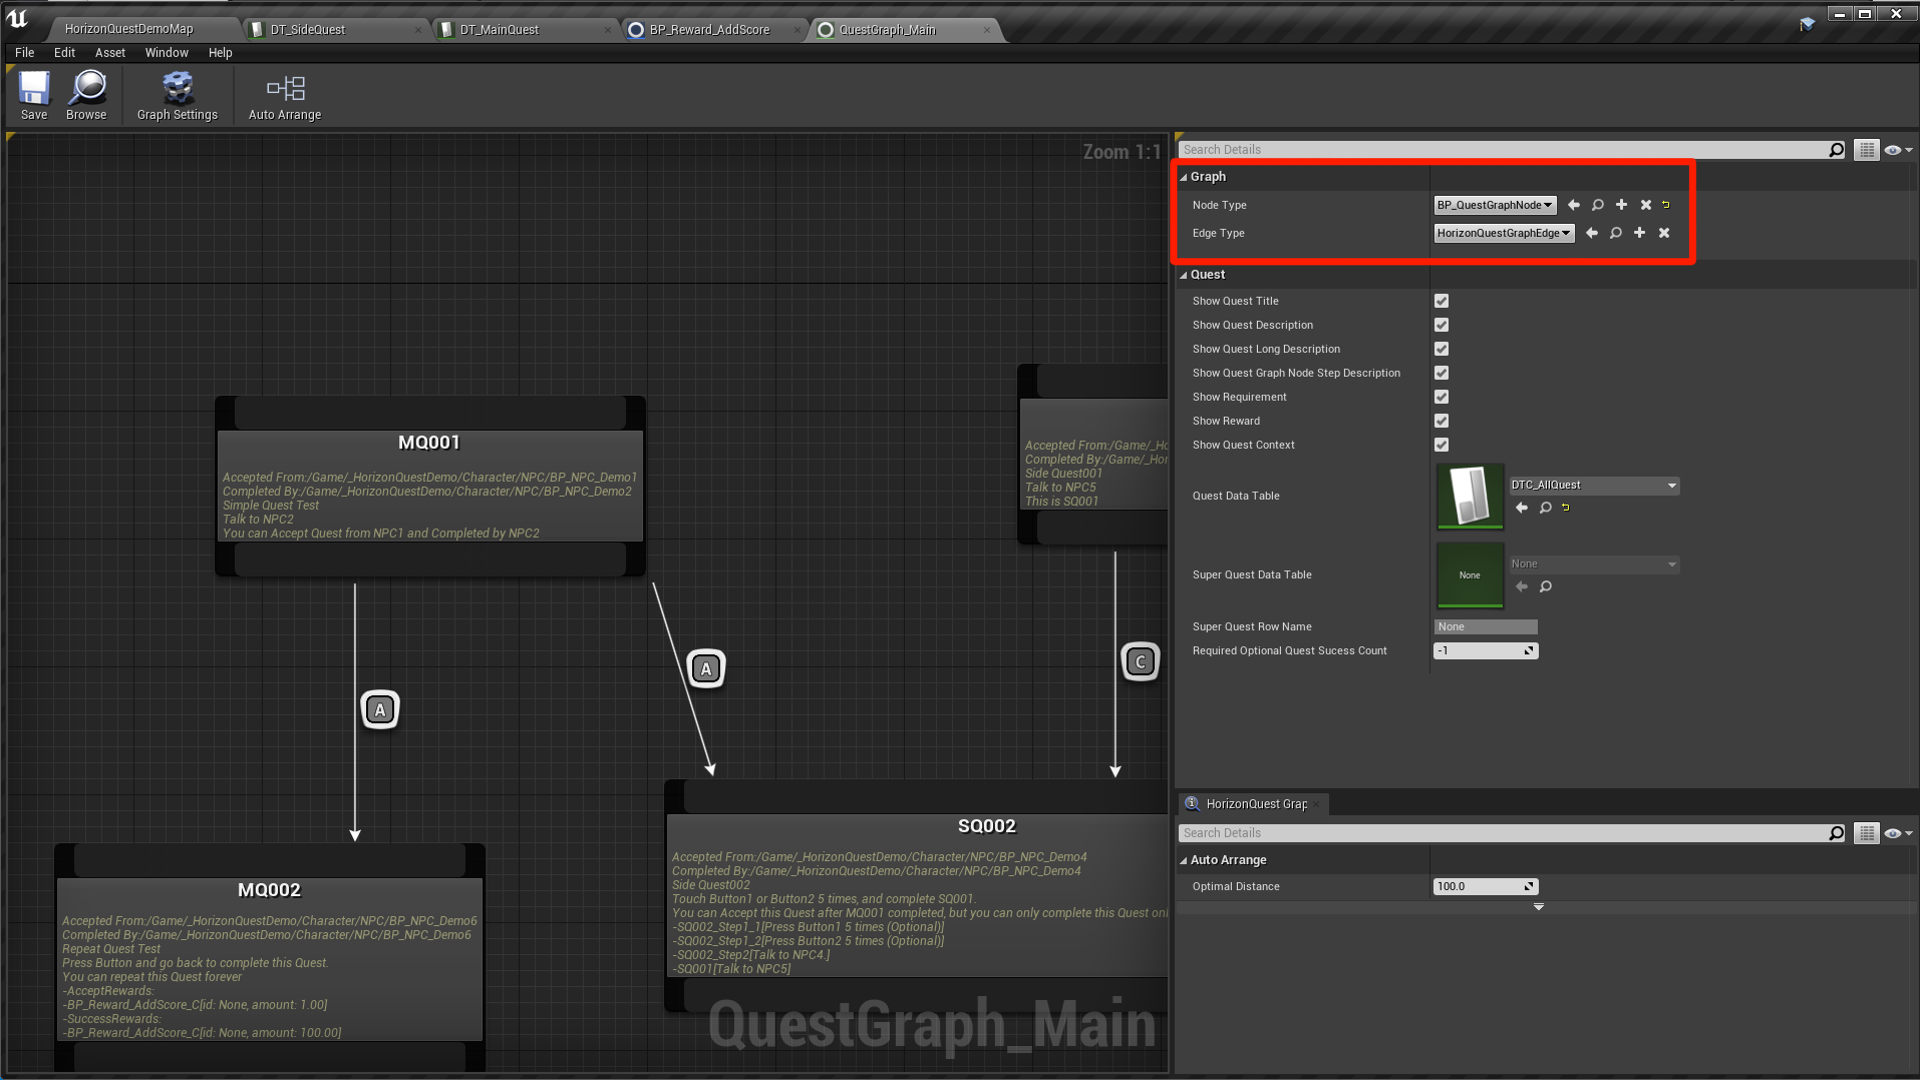 HorizonQuestDemoMap
DT_SideQuest
DT_MainQuest
BP_Reward_AddScore
QuestGraph_Main
File Edit Asset Window Help
Save
Browse
Graph Settings
Auto Arrange
Zoom 1:1
MQ001
Accepted From:/Game/_HorizonQuestDemo/Character/NPC/BP_NPC_Demo1
Completed By:/Game/_HorizonQuestDemo/Character/NPC/BP_NPC_Demo2
Simple Quest Test
Talk to NPC2
You can Accept Quest from NPC1 and Completed by NPC2
Accepted From:/Game/_Ho
Completed By:/Game/_Hor
Side Quest001
Talk to NPC5
This is SQ001
A
A
C
MQ002
Accepted From:/Game/_HorizonQuestDemo/Character/NPC/BP_NPC_Demo6
Completed By:/Game/_HorizonQuestDemo/Character/NPC/BP_NPC_Demo6
Repeat Quest Test
Press Button and go back to complete this Quest.
You can repeat this Quest forever
-AcceptRewards:
-BP_Reward_AddScore_C[id: None, amount: 1.00]
-SuccessRewards:
-BP_Reward_AddScore_C[id: None, amount: 100.00]
SQ002
Accepted From:/Game/_HorizonQuestDemo/Character/NPC/BP_NPC_Demo4
Completed By:/Game/_HorizonQuestDemo/Character/NPC/BP_NPC_Demo4
Side Quest002
Touch Button1 or Button2 5 times, and complete SQ001.
You can Accept this Quest after MQ001 completed, but you can only complete this Quest onl
-SQ002_Step1_1[Press Button1 5 times (Optional)]
-SQ002_Step1_2[Press Button2 5 times (Optional)]
-SQ002_Step2[Talk to NPC4.]
-SQ001[Talk to NPC5]
QuestGraph_Main
Search Details
Graph
Node Type BP_QuestGraphNode
Edge Type HorizonQuestGraphEdge
Quest
Show Quest Title
Show Quest Description
Show Quest Long Description
Show Quest Graph Node Step Description
Show Requirement
Show Reward
Show Quest Context
Quest Data Table DTC_AllQuest
Super Quest Data Table None None
Super Quest Row Name None
Required Optional Quest Sucess Count -1
HorizonQuest Grap
Search Details
Auto Arrange
Optimal Distance 100.0